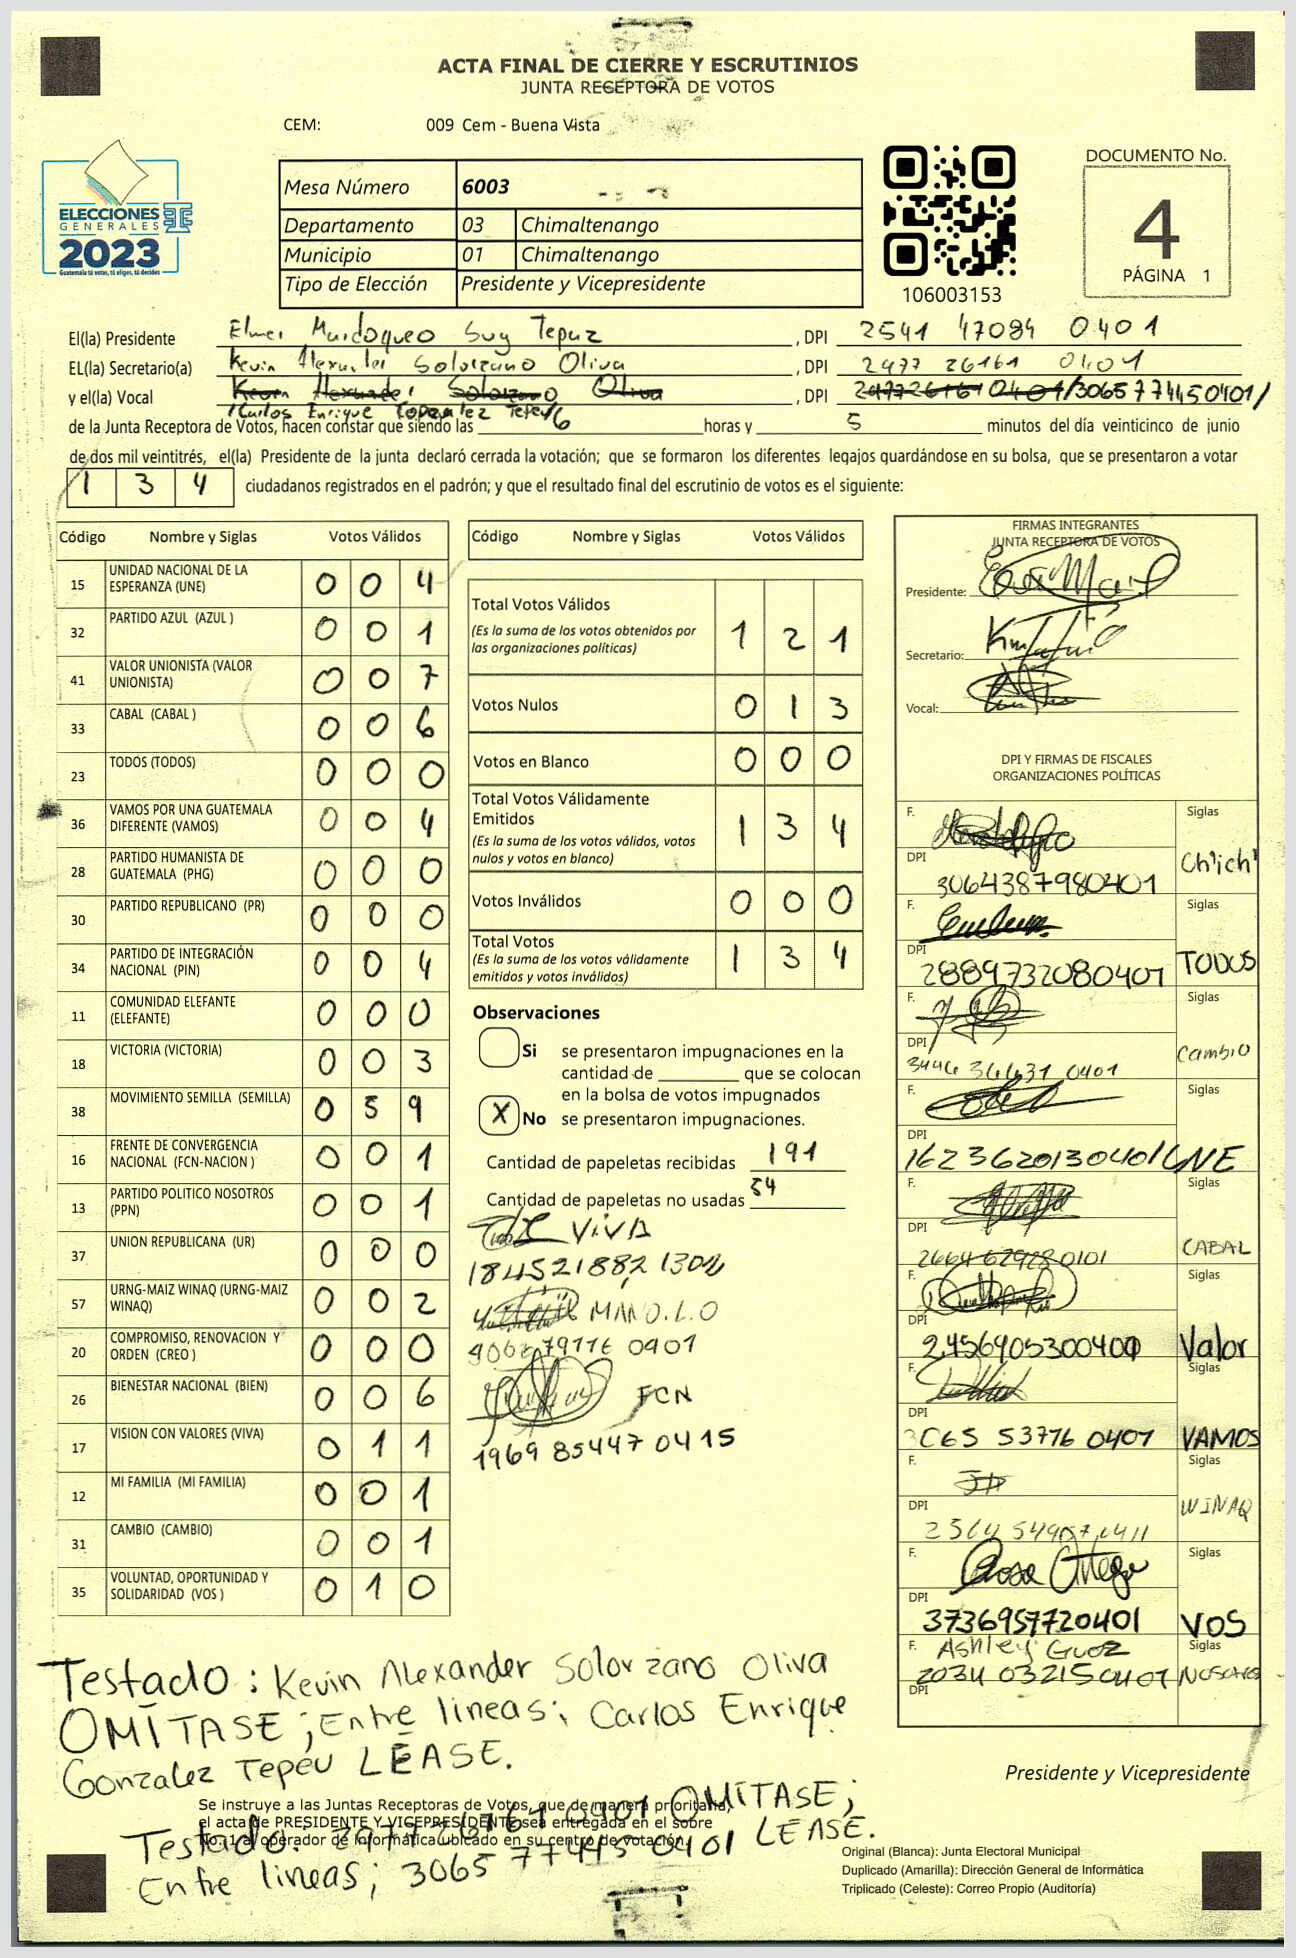 ACTA FINAL DE CIERRE Y ESCRUTINIOS
JUNTA RECEPTORA DE VOTOS
CEM: 009 Cem - Buena Vista
DOCUMENTO No.
4
PÁGINA 1
ELECCIONES
GENERALES
2023
Guatemala tú votas, tú eliges, tú decides
Mesa Número 6003
Departamento 03 Chimaltenango
Municipio 01 Chimaltenango
Tipo de Elección Presidente y Vicepresidente
106003153
El(la) Presidente Elmer Mardoqueo Suy Tepaz , DPI 2541 47084 0401
EL(la) Secretario(a) Kevin Alexander Solorzano Oliva , DPI 2977 26161 0401
y el(la) Vocal Kevin Alexander Solorzano Oliva , DPI 2977 26161 0401/3065 77445 0401/
/Carlos Enrique Gonzalez Tepeu
de la Junta Receptora de Votos, hacen constar que siendo las 6 horas y 5 minutos del día veinticinco de junio
de dos mil veintitrés, el(la) Presidente de la junta declaró cerrada la votación; que se formaron los diferentes legajos guardándose en su bolsa, que se presentaron a votar
1 3 4 ciudadanos registrados en el padrón; y que el resultado final del escrutinio de votos es el siguiente:
Código Nombre y Siglas Votos Válidos
15 UNIDAD NACIONAL DE LA ESPERANZA (UNE) 0 0 4
32 PARTIDO AZUL (AZUL ) 0 0 1
41 VALOR UNIONISTA (VALOR UNIONISTA) 0 0 7
33 CABAL (CABAL ) 0 0 6
23 TODOS (TODOS) 0 0 0
36 VAMOS POR UNA GUATEMALA DIFERENTE (VAMOS) 0 0 4
28 PARTIDO HUMANISTA DE GUATEMALA (PHG) 0 0 0
30 PARTIDO REPUBLICANO (PR) 0 0 0
34 PARTIDO DE INTEGRACIÓN NACIONAL (PIN) 0 0 4
11 COMUNIDAD ELEFANTE (ELEFANTE) 0 0 0
18 VICTORIA (VICTORIA) 0 0 3
38 MOVIMIENTO SEMILLA (SEMILLA) 0 5 9
16 FRENTE DE CONVERGENCIA NACIONAL (FCN-NACION ) 0 0 1
13 PARTIDO POLITICO NOSOTROS (PPN) 0 0 1
37 UNION REPUBLICANA (UR) 0 0 0
57 URNG-MAIZ WINAQ (URNG-MAIZ WINAQ) 0 0 2
20 COMPROMISO, RENOVACION Y ORDEN (CREO ) 0 0 0
26 BIENESTAR NACIONAL (BIEN) 0 0 6
17 VISION CON VALORES (VIVA) 0 1 1
12 MI FAMILIA (MI FAMILIA) 0 0 1
31 CAMBIO (CAMBIO) 0 0 1
35 VOLUNTAD, OPORTUNIDAD Y SOLIDARIDAD (VOS ) 0 1 0
Código Nombre y Siglas Votos Válidos
Total Votos Válidos 1 2 1
(Es la suma de los votos obtenidos por
las organizaciones políticas)
Votos Nulos 0 1 3
Votos en Blanco 0 0 0
Total Votos Válidamente
Emitidos 1 3 4
(Es la suma de los votos válidos, votos
nulos y votos en blanco)
Votos Inválidos 0 0 0
Total Votos 1 3 4
(Es la suma de los votos válidamente
emitidos y votos inválidos)
Observaciones
Si se presentaron impugnaciones en la
cantidad de ________ que se colocan
en la bolsa de votos impugnados
X No se presentaron impugnaciones.
Cantidad de papeletas recibidas 191
Cantidad de papeletas no usadas 54
VIVA
184521882 1302
MANO.L.O
FCN
1969 85447 0415
FIRMAS INTEGRANTES
JUNTA RECEPTORA DE VOTOS
Presidente:
Secretario:
Vocal:
DPI Y FIRMAS DE FISCALES
ORGANIZACIONES POLÍTICAS
F. Siglas
DPI 3064387980401
F. Siglas
DPI 2889732080401 TODOS
F. Siglas
DPI 3446 34631 0401 Cambio
F. Siglas
DPI 1623620130401 UNE
F. Siglas
DPI 2664 62928 0101 CABAL
F. Siglas
DPI Valor
F. Siglas
DPI 3065 53716 0401 VAMOS
F. Siglas
DPI WINAQ
F. Rosa Ortega Siglas
DPI 3736957720401 VOS
F. Ashley Guoz Siglas
DPI 2034 03215 0401
Testado: Kevin Alexander Solorzano Oliva
OMÍTASE; Entre lineas; Carlos Enrique
Gonzalez Tepeu LÉASE.
Se instruye a las Juntas Receptoras de Votos, que de manera prioritaria,
el acta de PRESIDENTE Y VICEPRESIDENTE sea entregada en el sobre
No. 1 al operador de informática ubicado en su centro de votación.
Testado: 2977 26161 0401 OMÍTASE;
Entre lineas; 3065 77445 0401 LEASE.
Presidente y Vicepresidente
Original (Blanca): Junta Electoral Municipal
Duplicado (Amarilla): Dirección General de Informática
Triplicado (Celeste): Correo Propio (Auditoría)